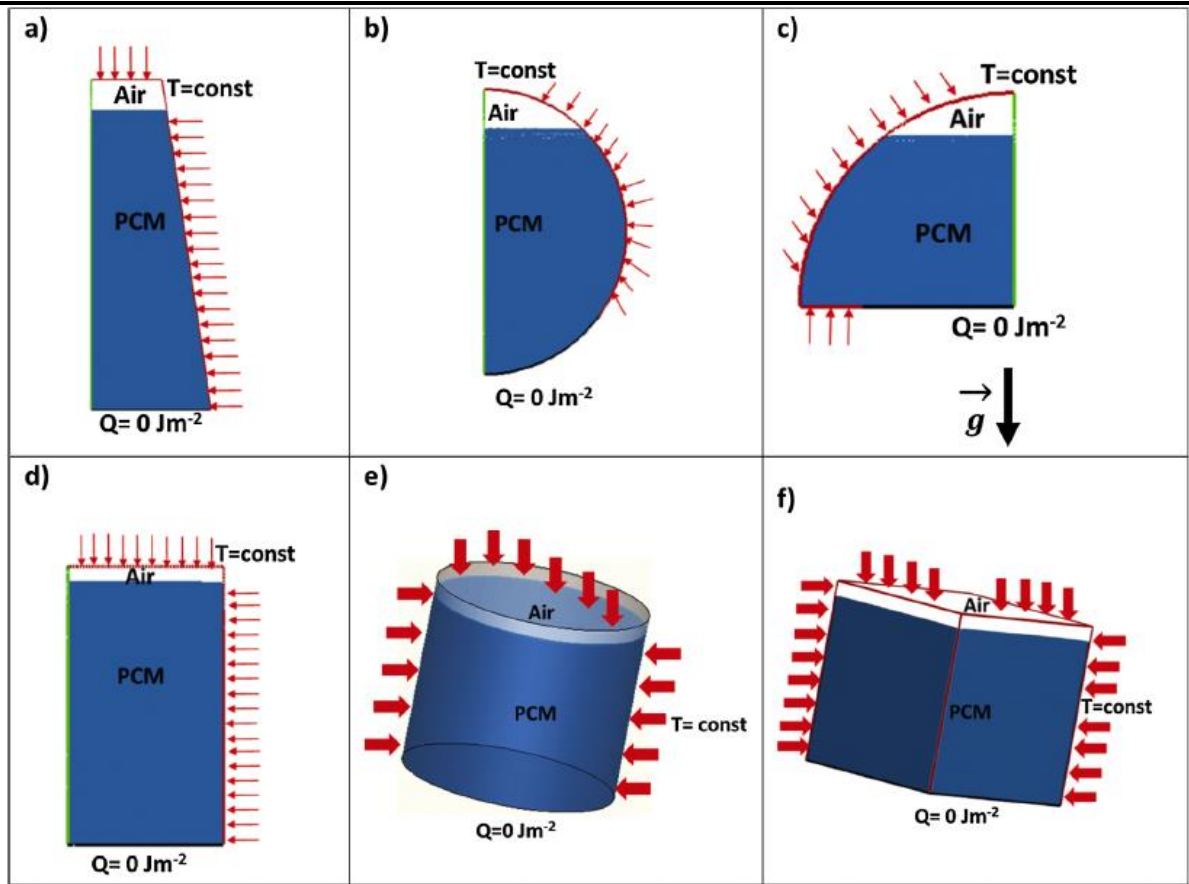 a)
T=const
Air
PCM
Q= 0 Jm⁻²
b)
T=const
Air
PCM
Q= 0 Jm⁻²
c)
T=const
Air
PCM
Q= 0 Jm⁻²
g
d)
T=const
Air
PCM
Q= 0 Jm⁻²
e)
Air
PCM
T= const
Q=0 Jm⁻²
f)
Air
PCM
T=const
Q= 0 Jm⁻²